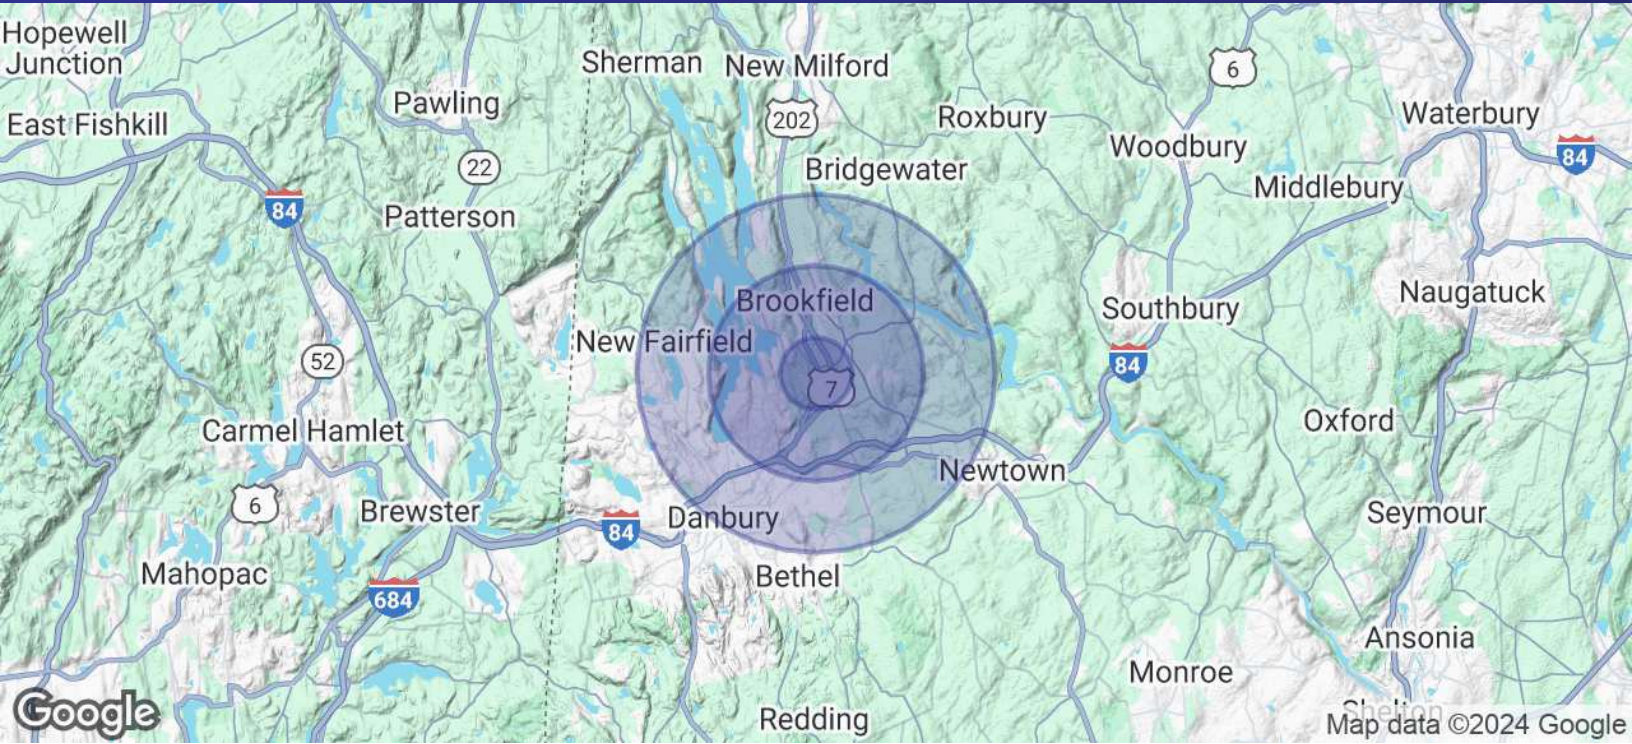 Hopewell
Junction
Sherman
New Milford
6
Pawling
202
Roxbury
Waterbury
East Fishkill
Woodbury
84
22
Bridgewater
Middlebury
84
Patterson
Brookfield
Naugatuck
Southbury
New Fairfield
52
84
7
Carmel Hamlet
Oxford
Newtown
6
Brewster
Danbury
84
Seymour
Mahopac
Bethel
684
Ansonia
Monroe
Shelton
Google
Redding
Map data ©2024 Google